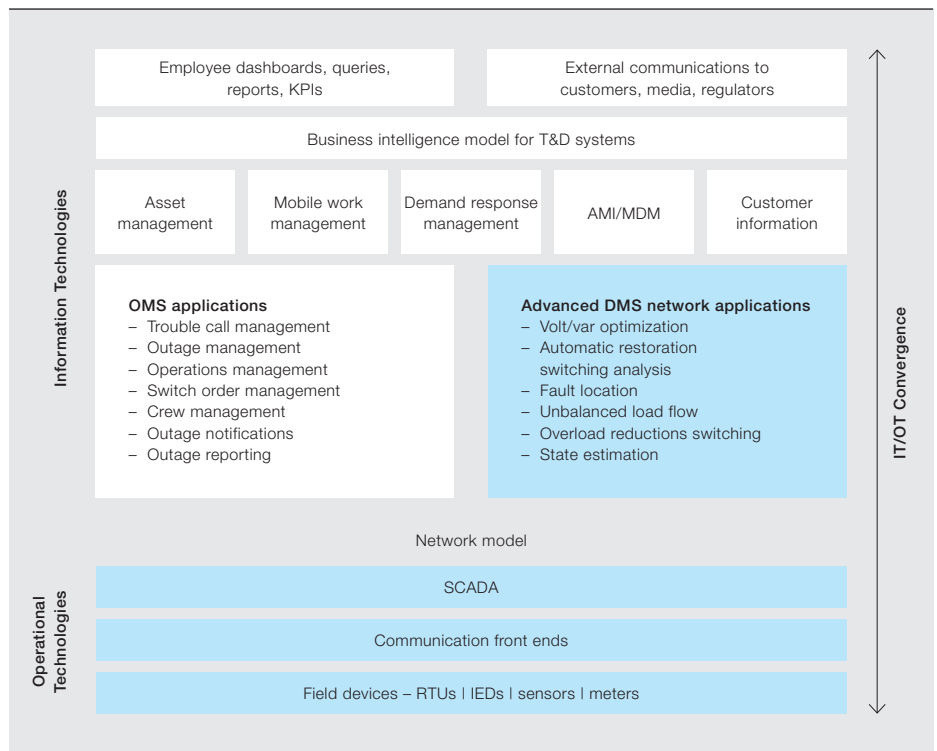 Employee dashboards, queries,
reports, KPIs
External communications to
customers, media, regulators
Business intelligence model for T&D systems
Asset
management
Mobile work
management
Demand response
management
AMI/MDM
Customer
information
Information Technologies
OMS applications
– Trouble call management
– Outage management
– Operations management
– Switch order management
– Crew management
– Outage notifications
– Outage reporting
Advanced DMS network applications
– Volt/var optimization
– Automatic restoration
switching analysis
– Fault location
– Unbalanced load flow
– Overload reductions switching
– State estimation
IT/OT Convergence
Network model
Operational
Technologies
SCADA
Communication front ends
Field devices – RTUs | IEDs | sensors | meters